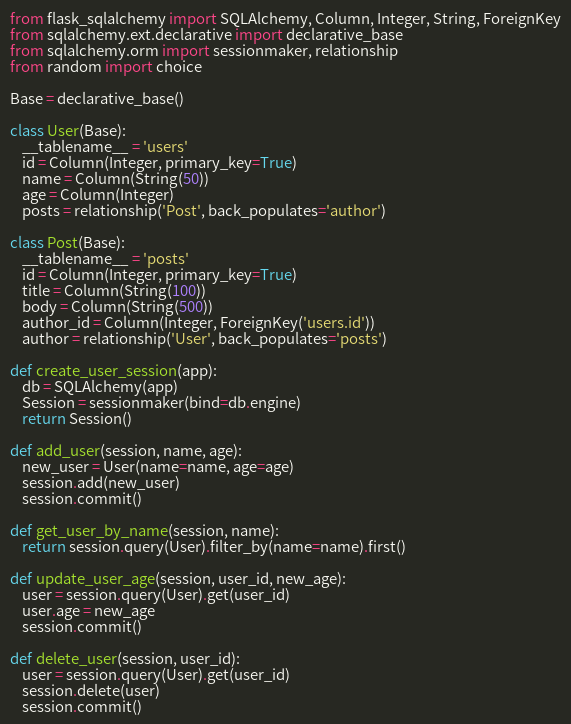 from flask_sqlalchemy import SQLAlchemy, Column, Integer, String, ForeignKey
from sqlalchemy.ext.declarative import declarative_base
from sqlalchemy.orm import sessionmaker, relationship
from random import choice

Base = declarative_base()

class User(Base):
    __tablename__ = 'users'
    id = Column(Integer, primary_key=True)
    name = Column(String(50))
    age = Column(Integer)
    posts = relationship('Post', back_populates='author')

class Post(Base):
    __tablename__ = 'posts'
    id = Column(Integer, primary_key=True)
    title = Column(String(100))
    body = Column(String(500))
    author_id = Column(Integer, ForeignKey('users.id'))
    author = relationship('User', back_populates='posts')

def create_user_session(app):
    db = SQLAlchemy(app)
    Session = sessionmaker(bind=db.engine)
    return Session()

def add_user(session, name, age):
    new_user = User(name=name, age=age)
    session.add(new_user)
    session.commit()

def get_user_by_name(session, name):
    return session.query(User).filter_by(name=name).first()

def update_user_age(session, user_id, new_age):
    user = session.query(User).get(user_id)
    user.age = new_age
    session.commit()

def delete_user(session, user_id):
    user = session.query(User).get(user_id)
    session.delete(user)
    session.commit()